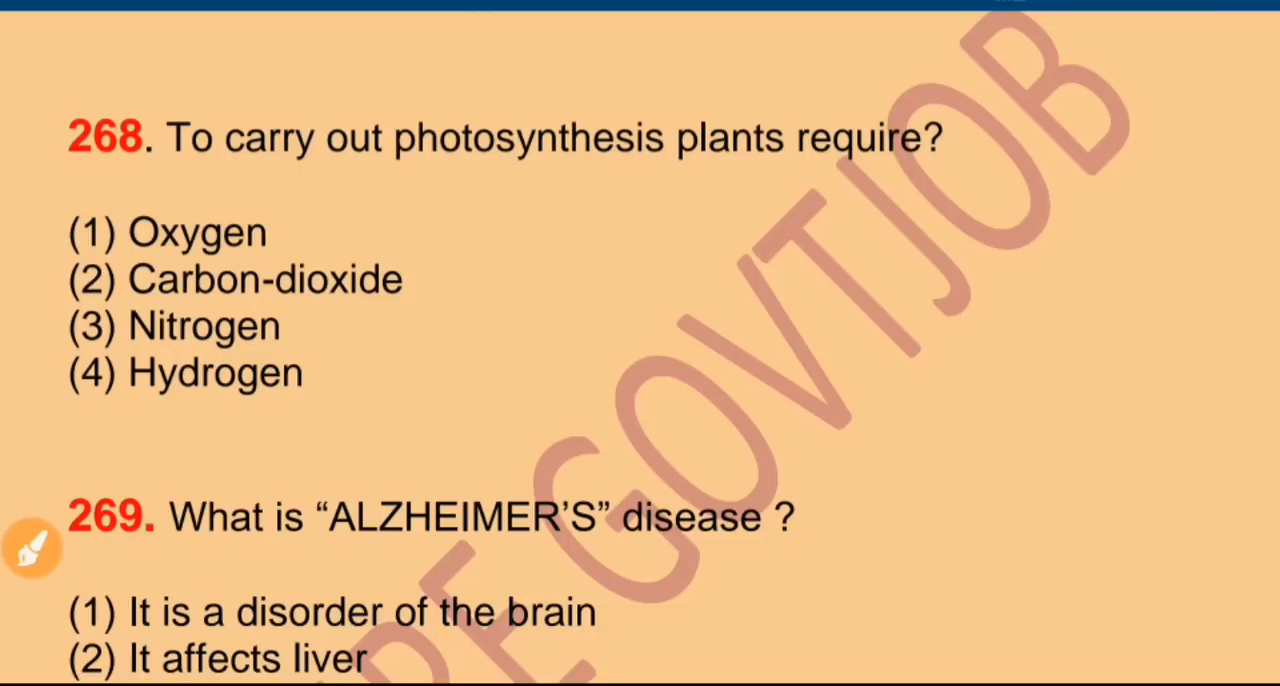 268. To carry out photosynthesis plants require?
(1) Oxygen
(2) Carbon-dioxide
(3) Nitrogen
(4) Hydrogen
269. What is “ALZHEIMER’S” disease ?
(1) It is a disorder of the brain
(2) It affects liver
GOVTJOB